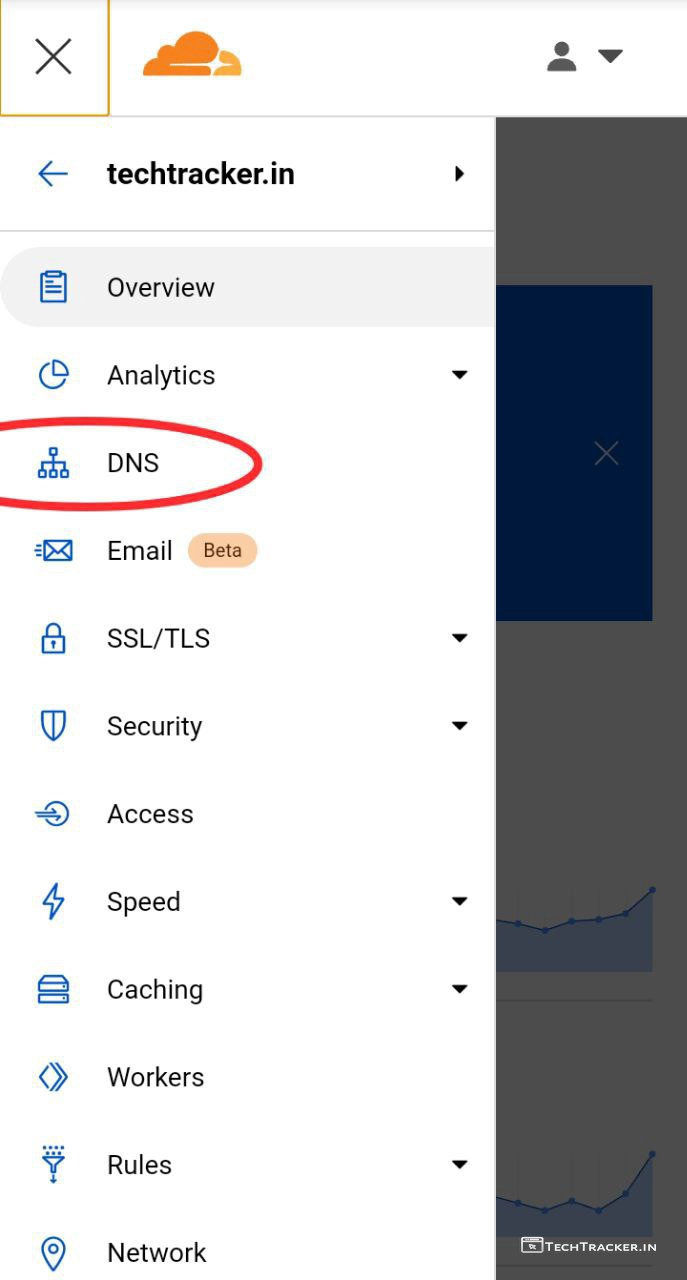 techtracker.in
Overview
Analytics
DNS
Email Beta
SSL/TLS
Security
Access
Speed
Caching
Workers
Rules
Network
TECHTRACKER.IN